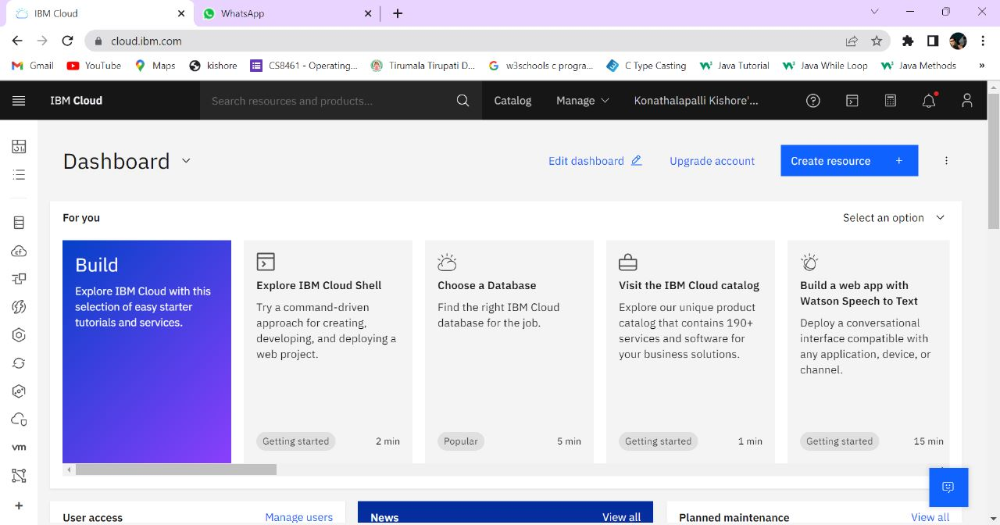 IBM Cloud
WhatsApp
cloud.ibm.com
Gmail
YouTube
Maps
kishore
CS8461 - Operating...
Tirumala Tirupati D...
w3schools c progra...
C Type Casting
Java Tutorial
Java While Loop
Java Methods
»
IBM Cloud
Search resources and products...
Catalog
Manage
Konathalapalli Kishore'...
Dashboard
Edit dashboard
Upgrade account
Create resource +
For you
Select an option
Build
Explore IBM Cloud with this
selection of easy starter
tutorials and services.
Explore IBM Cloud Shell
Try a command-driven
approach for creating,
developing, and deploying a
web project.
Getting started
2 min
Choose a Database
Find the right IBM Cloud
database for the job.
Popular
5 min
Visit the IBM Cloud catalog
Explore our unique product
catalog that contains 190+
services and software for
your business solutions.
Getting started
1 min
Build a web app with
Watson Speech to Text
Deploy a conversational
interface compatible with
any application, device, or
channel.
Getting started
15 min
vm
User access
Manage users
News
View all
Planned maintenance
View all